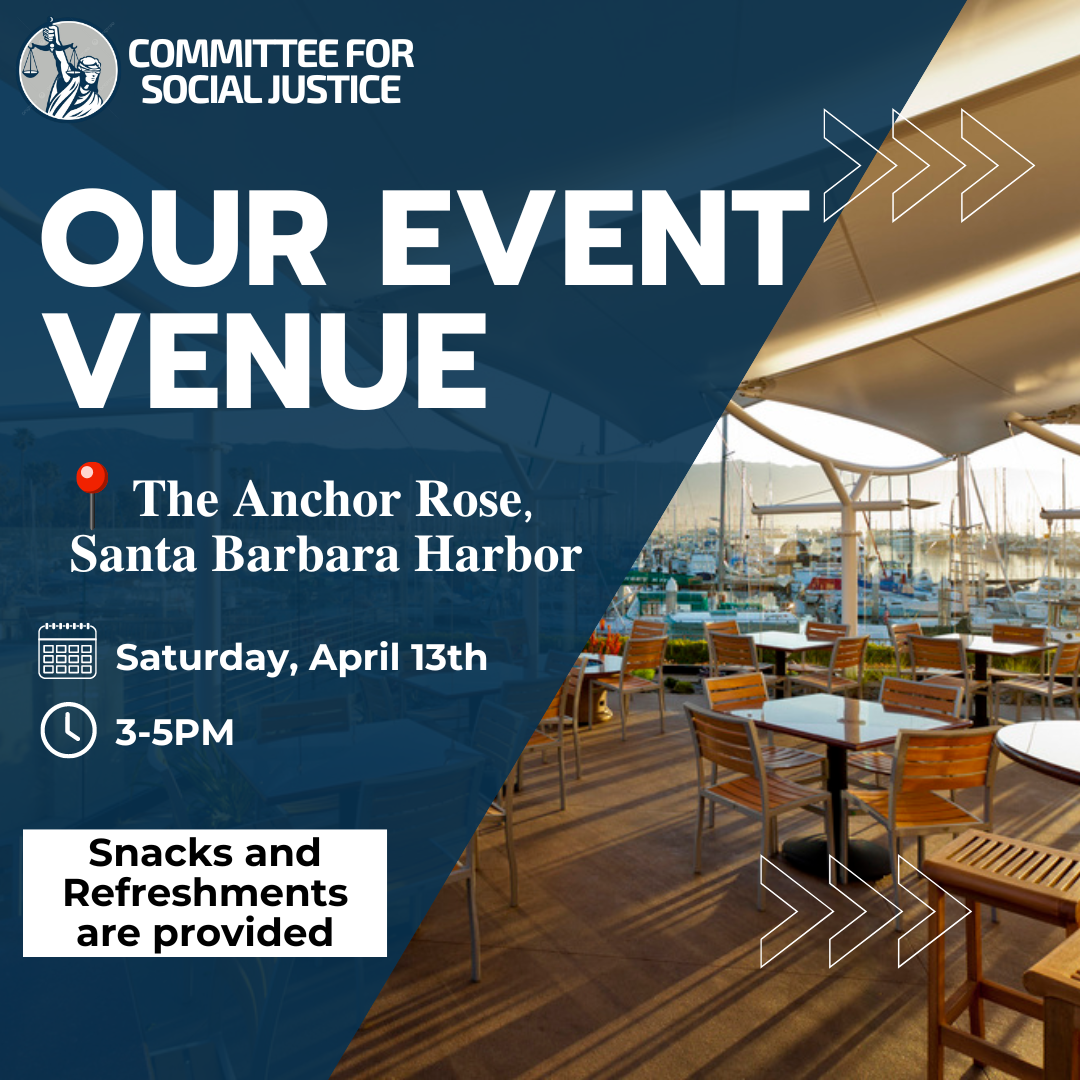 COMMITTEE FOR
SOCIAL JUSTICE
OUR EVENT
VENUE
The Anchor Rose,
Santa Barbara Harbor
Saturday, April 13th
3-5PM
Snacks and
Refreshments
are provided